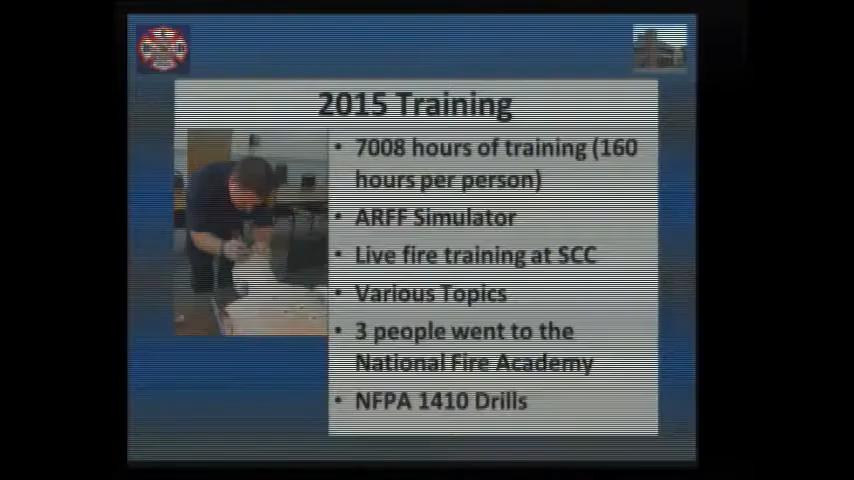 2015 Training
• 7008 hours of training (160
hours per person)
• ARFF Simulator
• Live fire training at SCC
• Various Topics
• 3 people went to the
National Fire Academy
• NFPA 1410 Drills